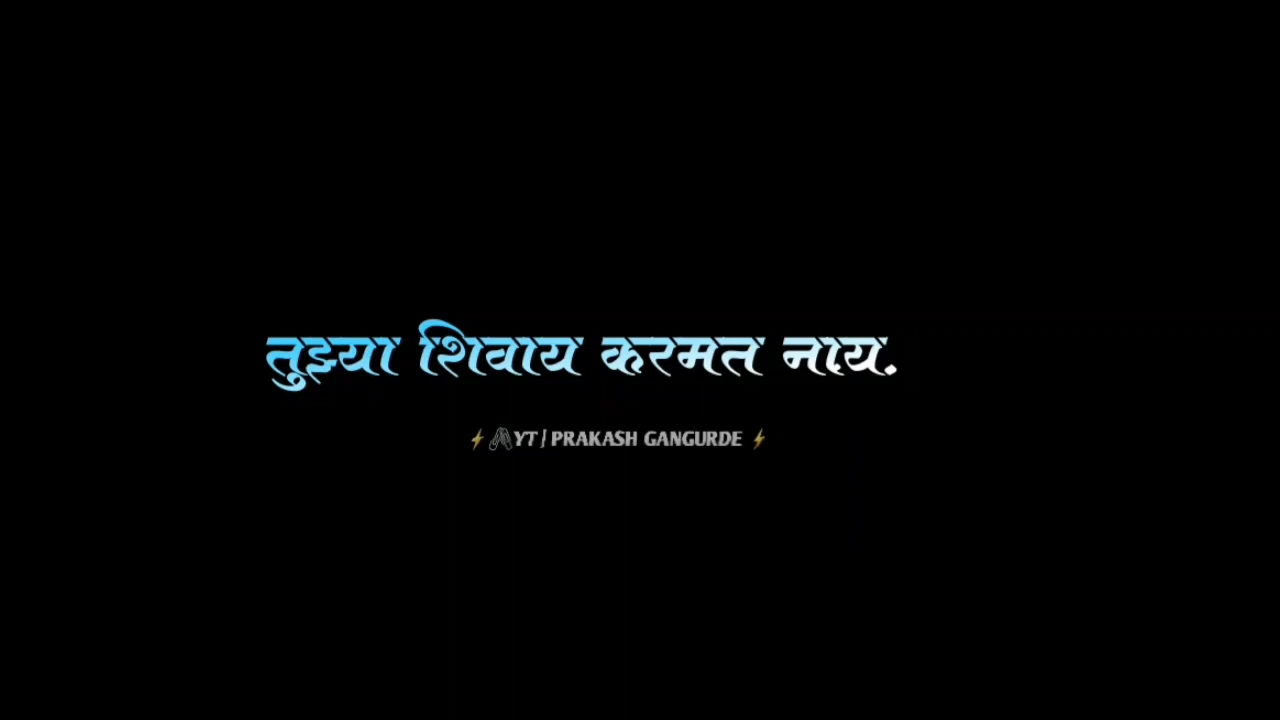 तुझ्या शिवाय करमत नाय.
⚡🙏YT/PRAKASH GANGURDE ⚡